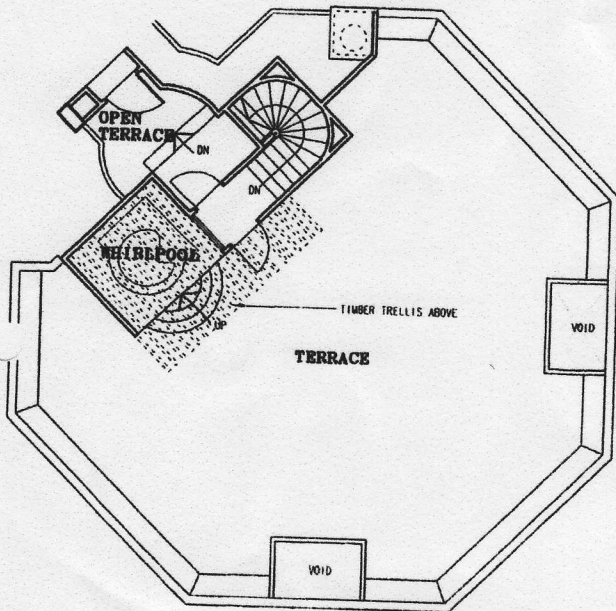 OPEN
TERRACE
DN
DN
WHIRLPOOL
UP
TIMBER TRELLIS ABOVE
TERRACE
VOID
VOID